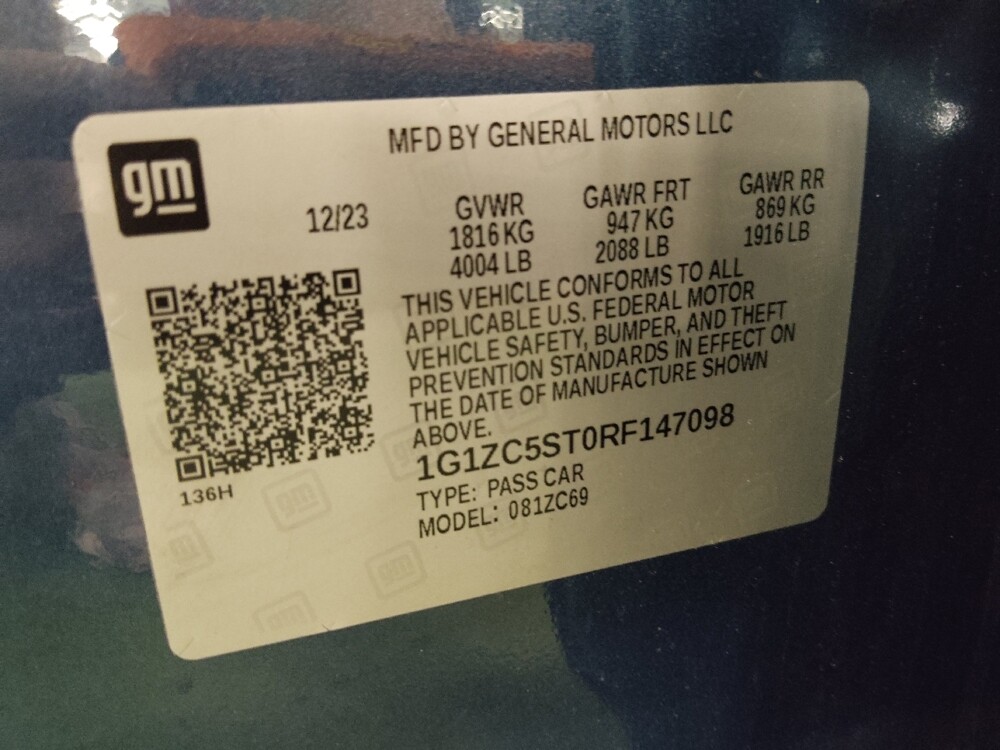 gm
MFD BY GENERAL MOTORS LLC
12/23
GVWR
1816 KG
4004 LB
GAWR FRT
947 KG
2088 LB
GAWR RR
869 KG
1916 LB
THIS VEHICLE CONFORMS TO ALL
APPLICABLE U.S. FEDERAL MOTOR
VEHICLE SAFETY, BUMPER, AND THEFT
PREVENTION STANDARDS IN EFFECT ON
THE DATE OF MANUFACTURE SHOWN
ABOVE.
1G1ZC5ST0RF147098
TYPE: PASS CAR
MODEL: 081ZC69
136H